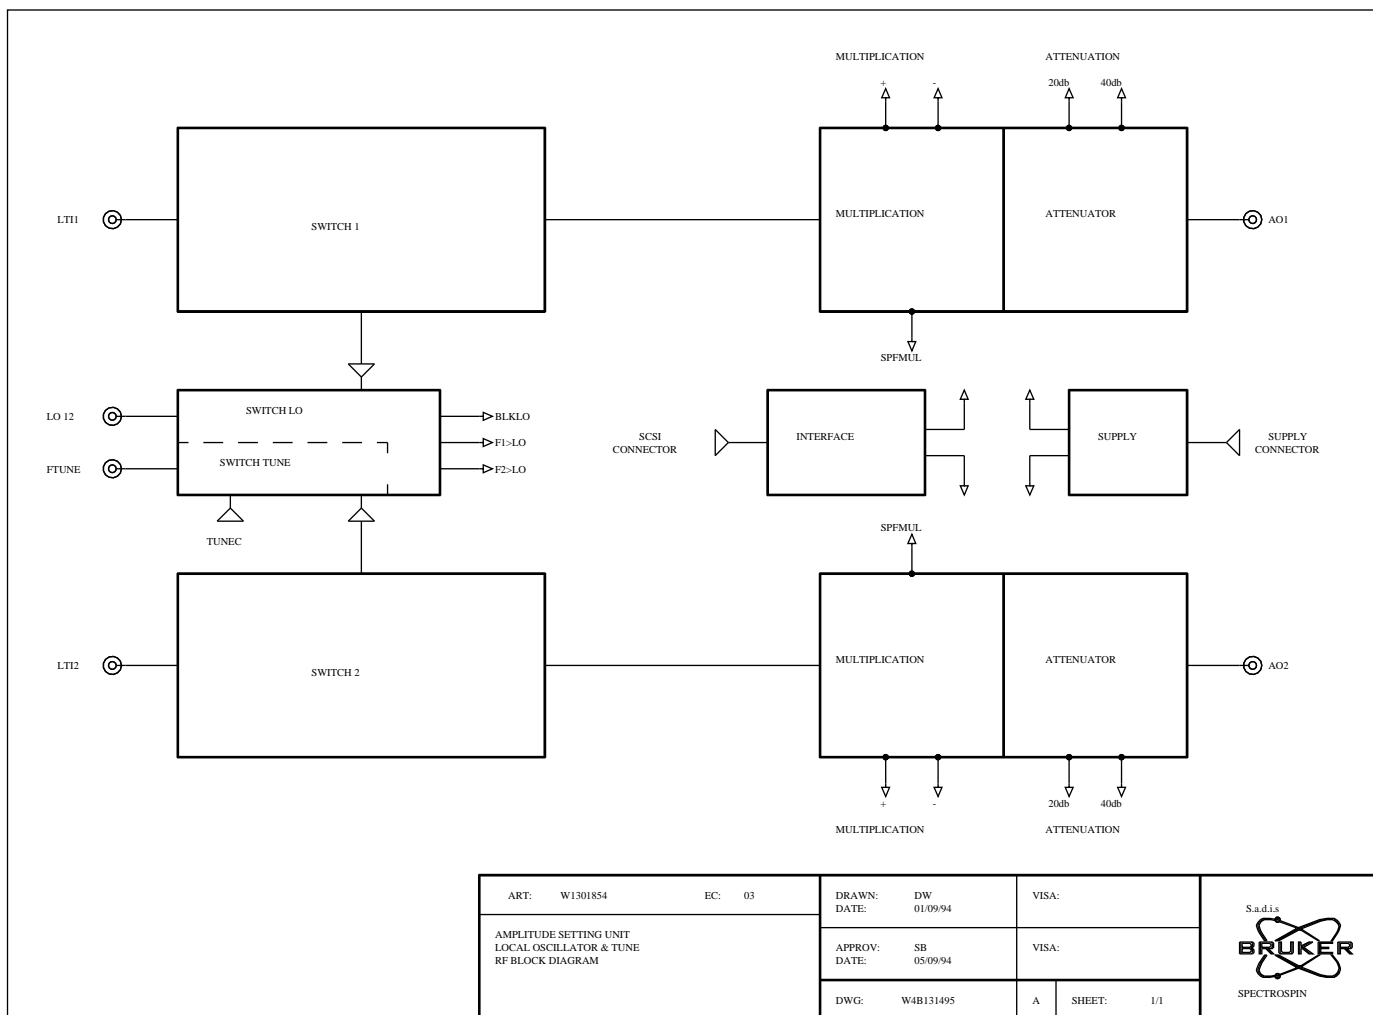 MULTIPLICATION ATTENUATION
+ - 20db 40db
LTI1 SWITCH 1 MULTIPLICATION ATTENUATOR AO1
SPFMUL
LO 12 SWITCH LO BLKLO
F1>LO
FTUNE SWITCH TUNE F2>LO
TUNEC
SCSI
CONNECTOR
INTERFACE
SUPPLY
SUPPLY
CONNECTOR
SPFMUL
LTI2 SWITCH 2 MULTIPLICATION ATTENUATOR AO2
+ - 20db 40db
MULTIPLICATION ATTENUATION
ART: W1301854 EC: 03
AMPLITUDE SETTING UNIT
LOCAL OSCILLATOR & TUNE
RF BLOCK DIAGRAM
DRAWN: DW VISA:
DATE: 01/09/94
APPROV: SB VISA:
DATE: 05/09/94
DWG: W4B131495 A SHEET: 1/1
S.a.d.i.s
BRUKER
SPECTROSPIN